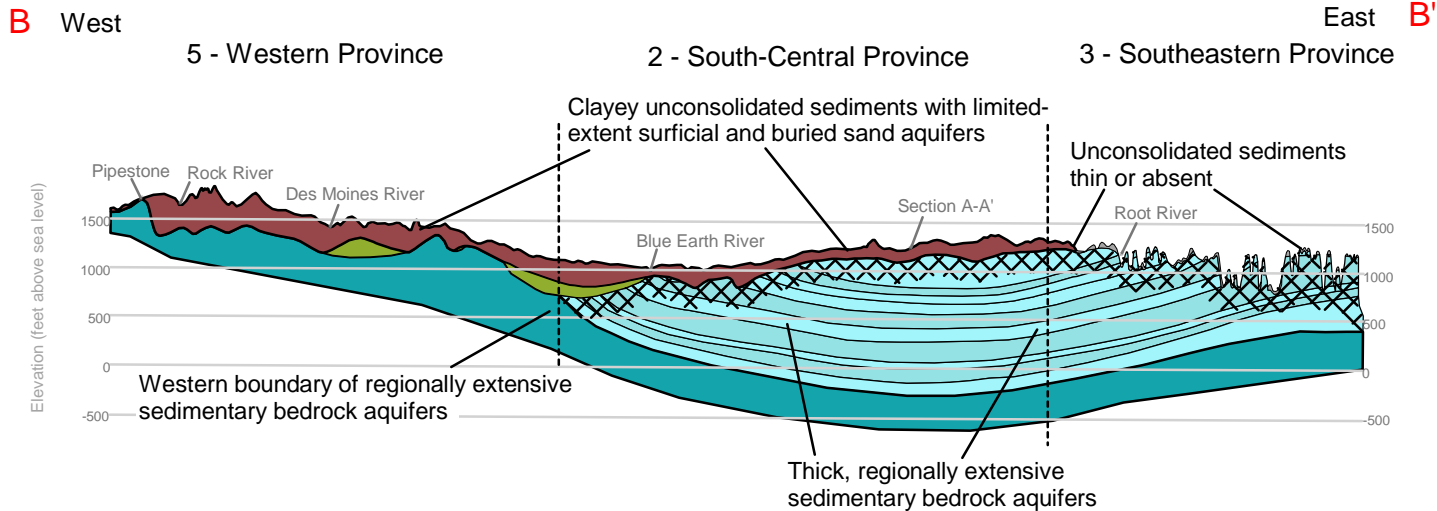 B West East B'
5 - Western Province 2 - South-Central Province 3 - Southeastern Province
Clayey unconsolidated sediments with limited-
extent surficial and buried sand aquifers
Unconsolidated sediments
thin or absent
Pipestone Rock River
Des Moines River
Section A-A'
Root River
Blue Earth River
Elevation (feet above sea level)
1500 1500
1000 1000
500 500
0 0
-500 -500
Western boundary of regionally extensive
sedimentary bedrock aquifers
Thick, regionally extensive
sedimentary bedrock aquifers